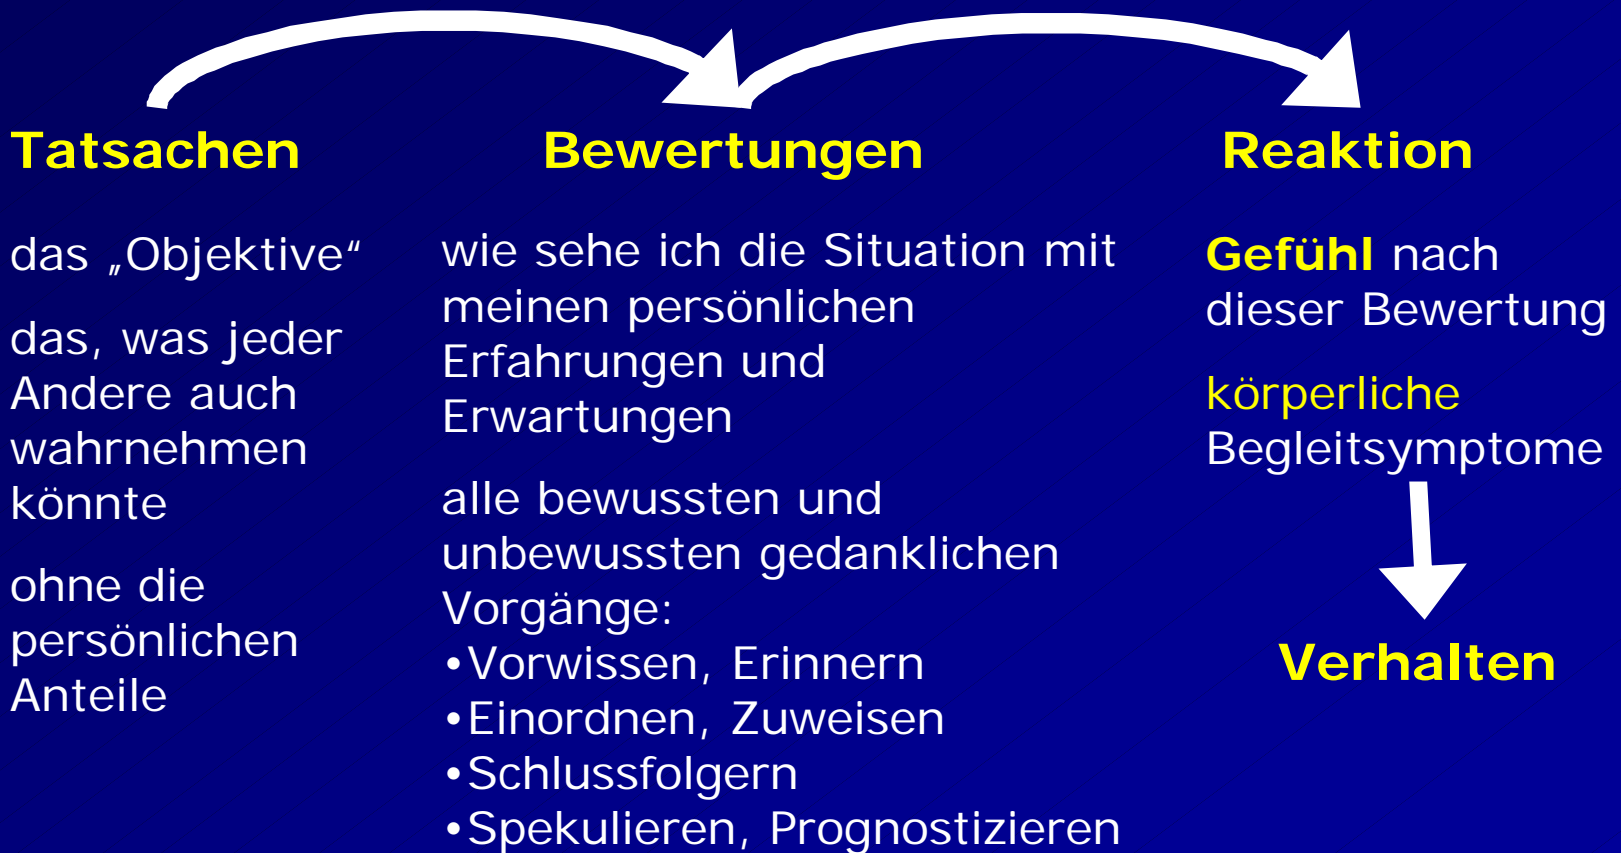 Tatsachen
das „Objektive“
das, was jeder
Andere auch
wahrnehmen
könnte
ohne die
persönlichen
Anteile
Bewertungen
wie sehe ich die Situation mit
meinen persönlichen
Erfahrungen und
Erwartungen
alle bewussten und
unbewussten gedanklichen
Vorgänge:
•Vorwissen, Erinnern
•Einordnen, Zuweisen
•Schlussfolgern
•Spekulieren, Prognostizieren
Reaktion
Gefühl nach
dieser Bewertung
körperliche
Begleitsymptome
Verhalten